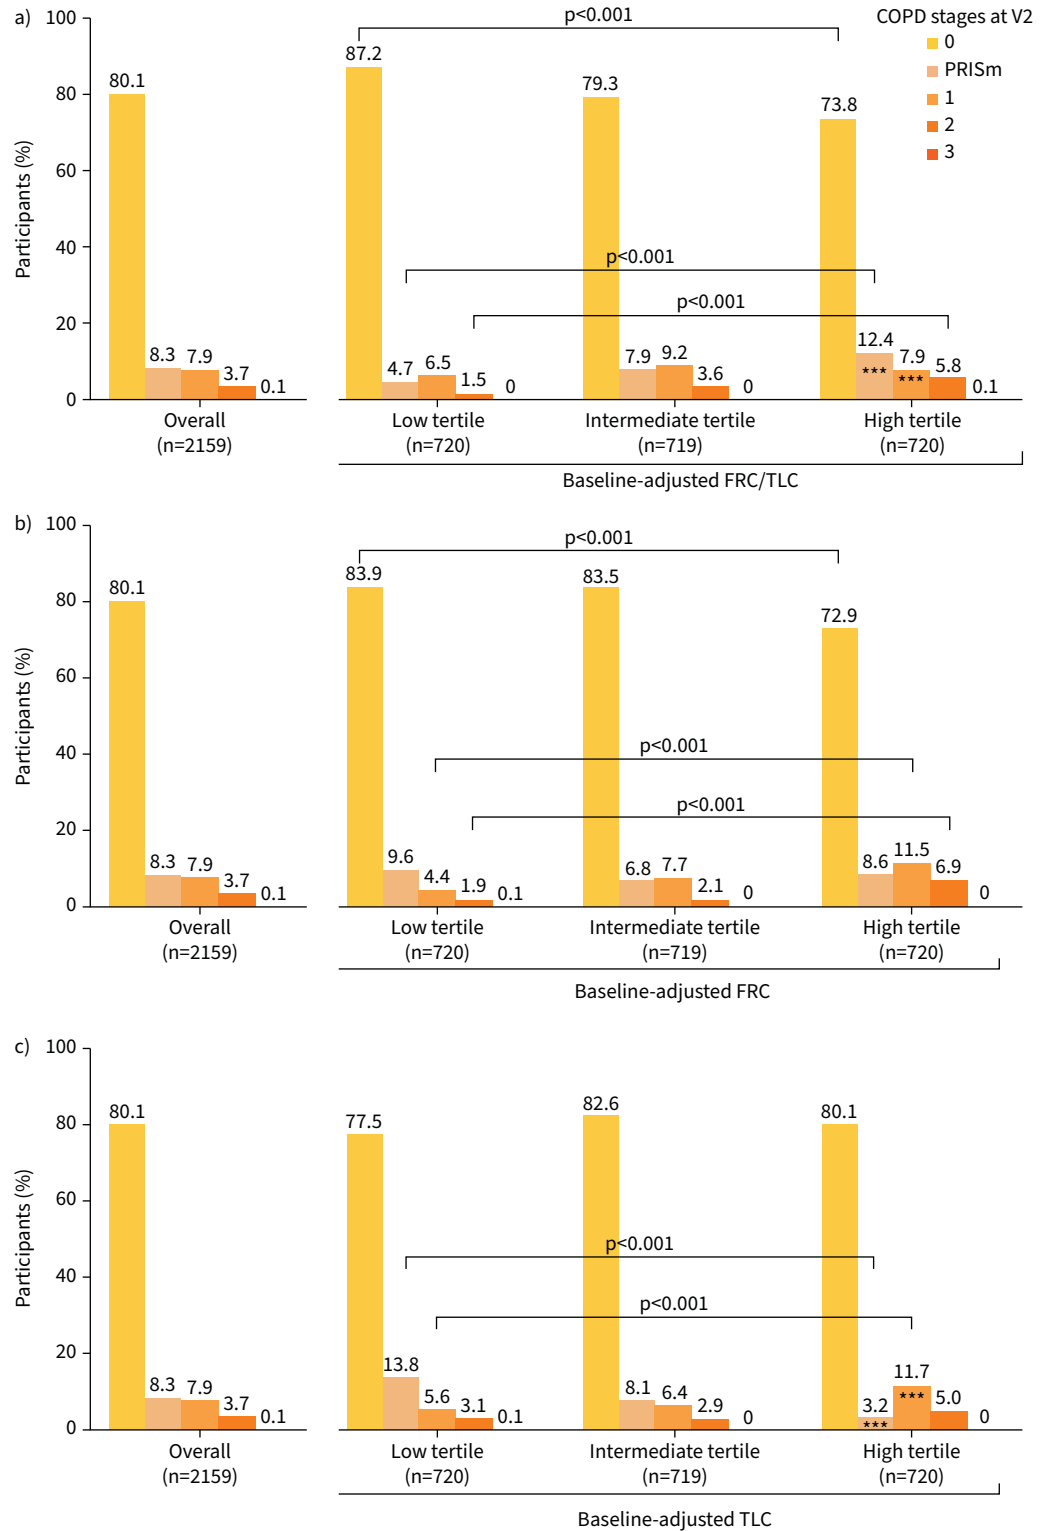 a)
COPD stages at V2
0
PRISm
1
2
3
Participants (%)
100
80
60
40
20
0
p<0.001
p<0.001
p<0.001
80.1
8.3
7.9
3.7
0.1
87.2
4.7
6.5
1.5
0
79.3
7.9
9.2
3.6
0
73.8
12.4
7.9
5.8
0.1
***
***
Overall
(n=2159)
Low tertile
(n=720)
Intermediate tertile
(n=719)
High tertile
(n=720)
Baseline-adjusted FRC/TLC
b)
Participants (%)
100
80
60
40
20
0
p<0.001
p<0.001
p<0.001
80.1
8.3
7.9
3.7
0.1
83.9
9.6
4.4
1.9
0.1
83.5
6.8
7.7
2.1
0
72.9
8.6
11.5
6.9
0
Overall
(n=2159)
Low tertile
(n=720)
Intermediate tertile
(n=719)
High tertile
(n=720)
Baseline-adjusted FRC
c)
Participants (%)
100
80
60
40
20
0
p<0.001
p<0.001
80.1
8.3
7.9
3.7
0.1
77.5
13.8
5.6
3.1
0.1
82.6
8.1
6.4
2.9
0
80.1
3.2
11.7
5.0
0
***
***
Overall
(n=2159)
Low tertile
(n=720)
Intermediate tertile
(n=719)
High tertile
(n=720)
Baseline-adjusted TLC